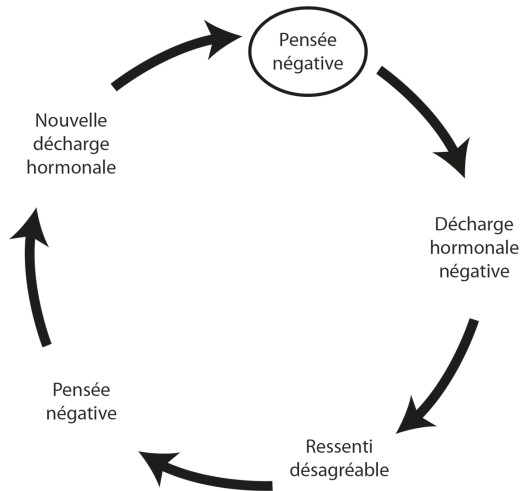 Pensée
négative
Décharge
hormonale
négative
Ressenti
désagréable
Pensée
négative
Nouvelle
décharge
hormonale